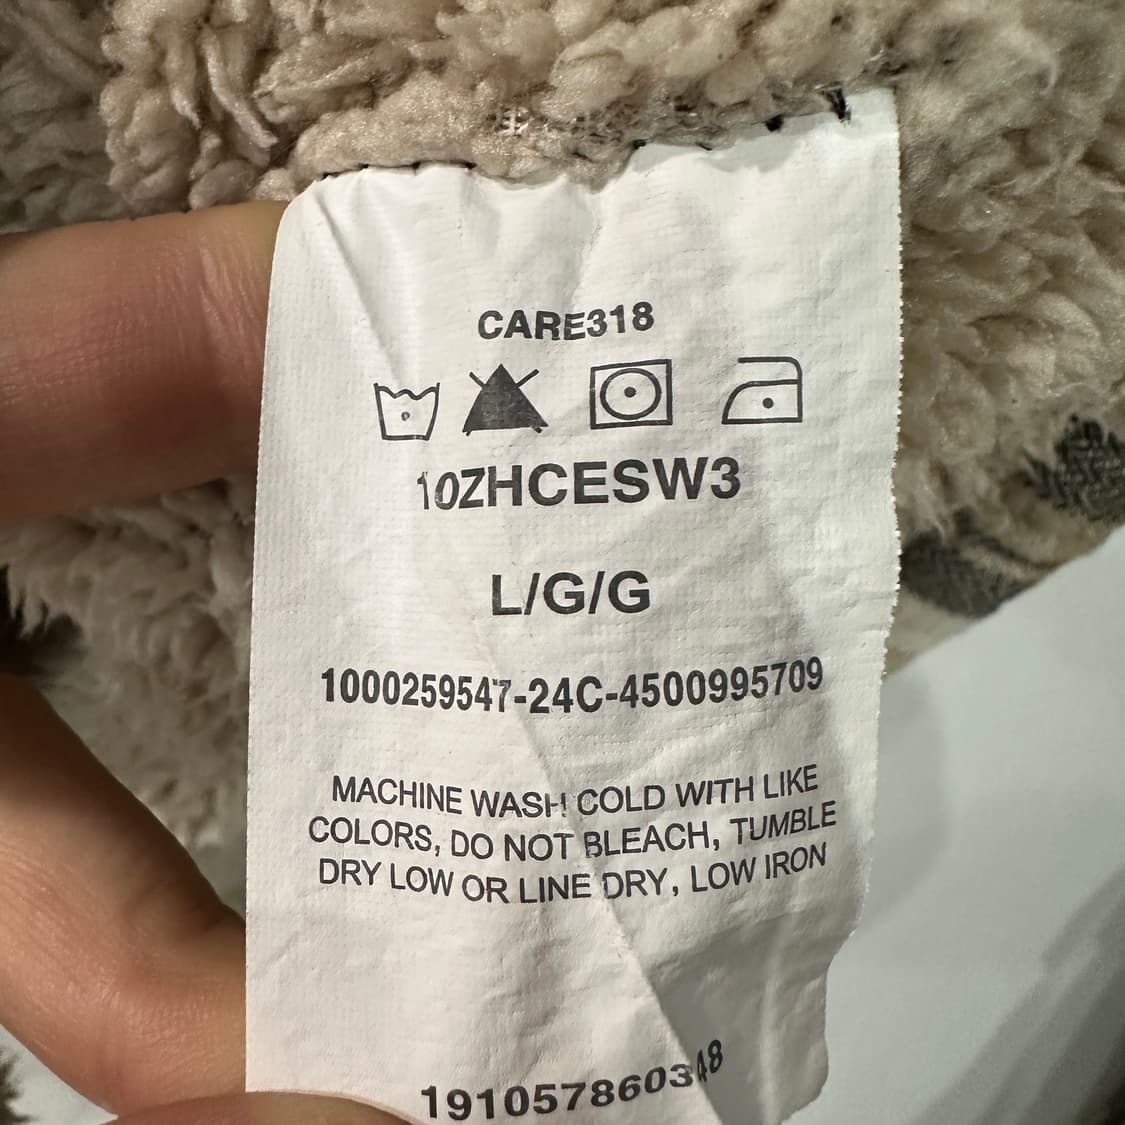 CARE318
10ZHCESW3
L/G/G
1000259547-24C-4500995709
MACHINE WASH COLD WITH LIKE
COLORS, DO NOT BLEACH, TUMBLE
DRY LOW OR LINE DRY, LOW IRON
191057860348